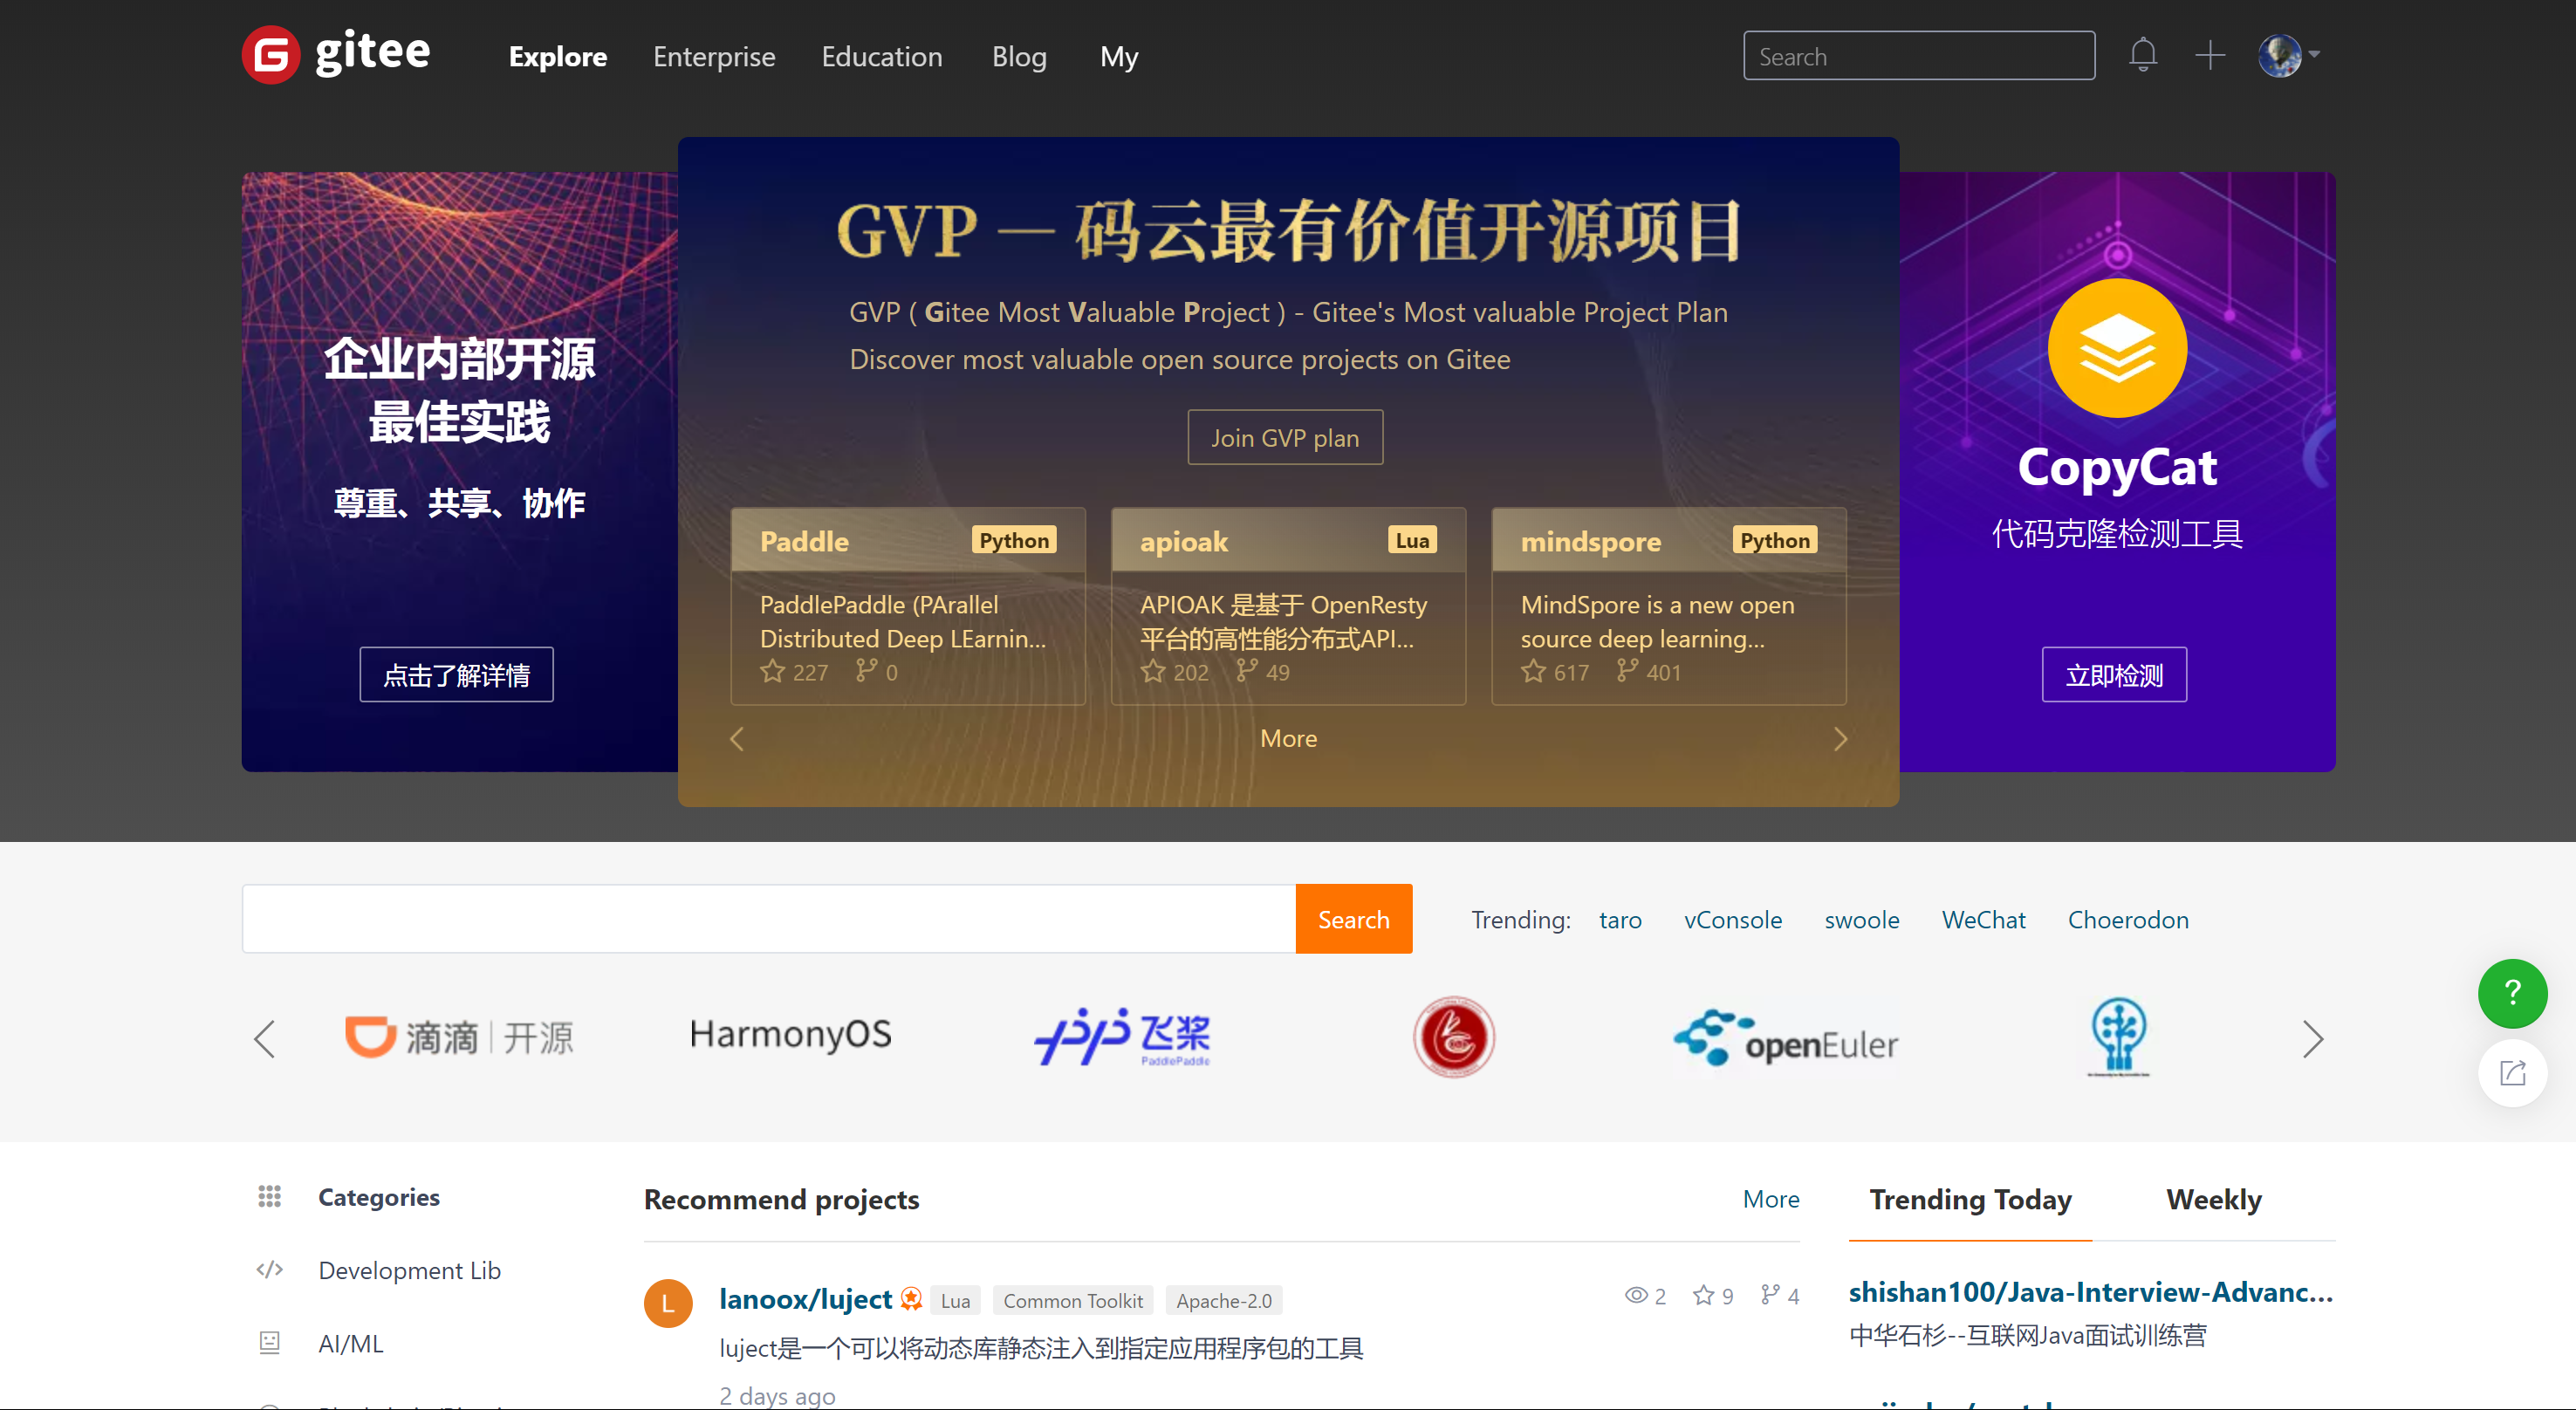 gitee
Explore Enterprise Education Blog My
Search
企业内部开源
最佳实践
尊重、共享、协作
点击了解详情
GVP — 码云最有价值开源项目
GVP ( Gitee Most Valuable Project ) - Gitee's Most valuable Project Plan
Discover most valuable open source projects on Gitee
Join GVP plan
Paddle Python
PaddlePaddle (PArallel
Distributed Deep LEarnin...
227 0
apioak Lua
APIOAK 是基于 OpenResty
平台的高性能分布式API...
202 49
mindspore Python
MindSpore is a new open
source deep learning...
617 401
More
CopyCat
代码克隆检测工具
立即检测
Search
Trending: taro vConsole swoole WeChat Choerodon
滴滴 | 开源
HarmonyOS
飞桨
PaddlePaddle
openEuler
?
Categories
Development Lib
AI/ML
Recommend projects More
L
lanoox/luject Lua Common Toolkit Apache-2.0 2 9 4
luject是一个可以将动态库静态注入到指定应用程序包的工具
2 days ago
Trending Today Weekly
shishan100/Java-Interview-Advanc...
中华石杉--互联网Java面试训练营